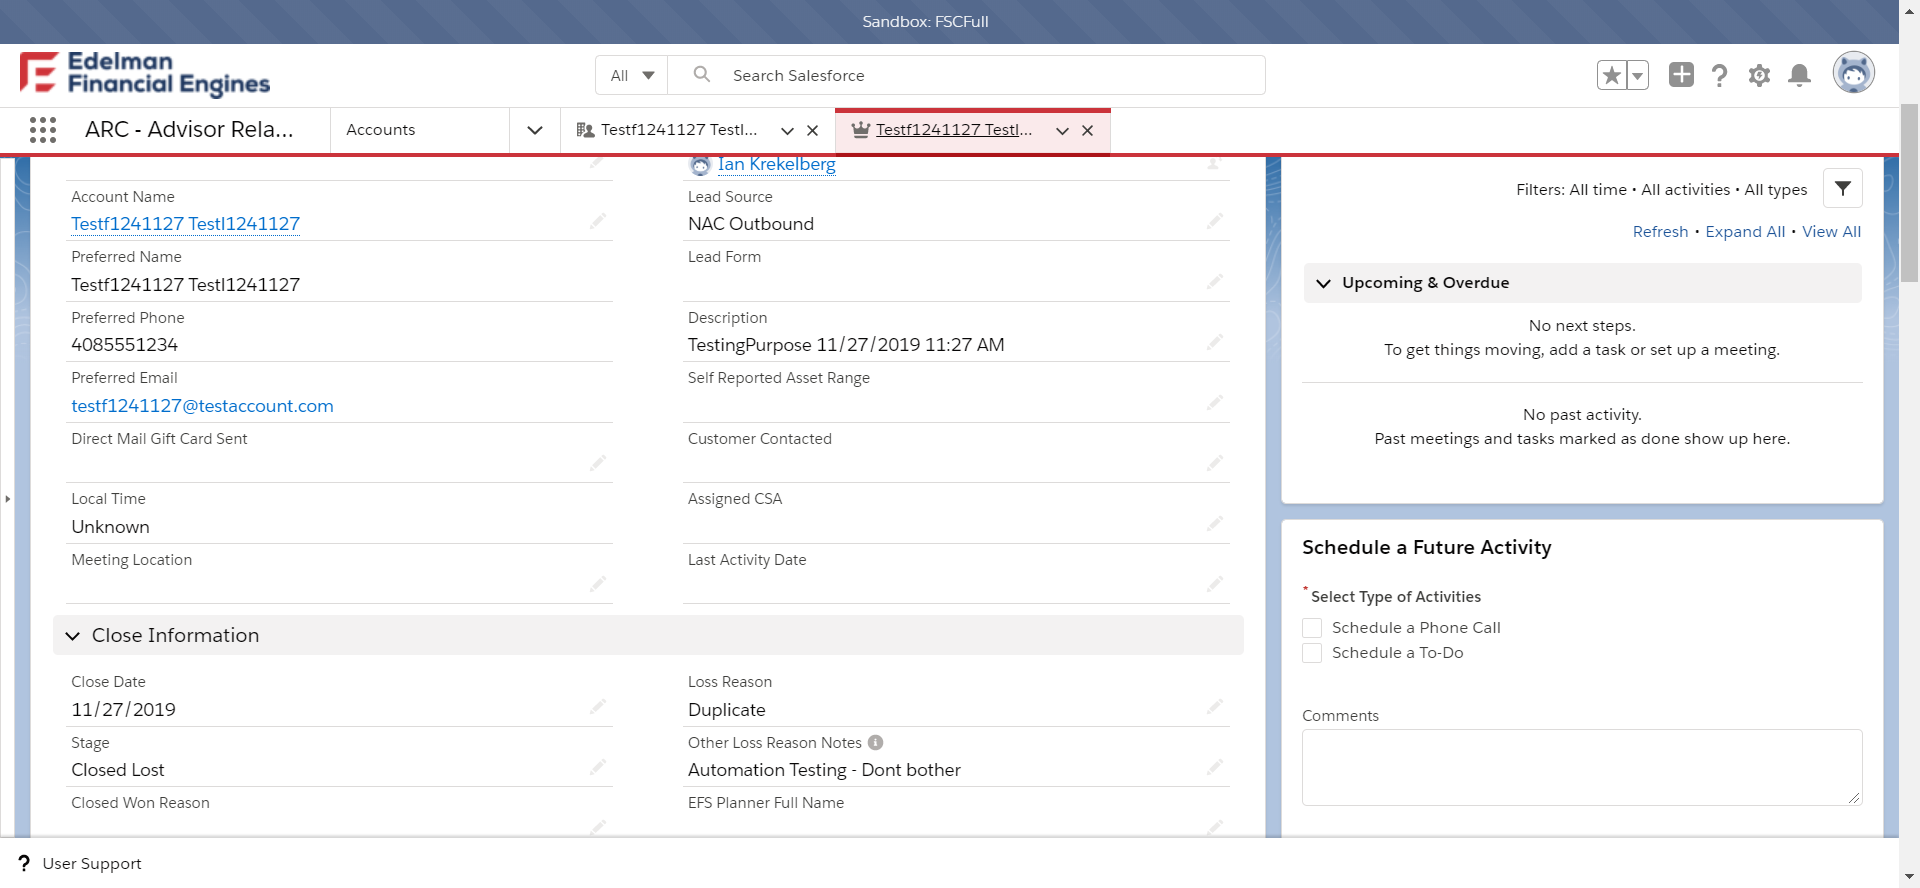 Sandbox: FSCFull
Edelman
Financial Engines
All
Search Salesforce
ARC - Advisor Rela...
Accounts
Testf1241127 Testl...
Testf1241127 Testl...
Ian Krekelberg
Account Name
Testf1241127 Testl1241127
Preferred Name
Testf1241127 Testl1241127
Preferred Phone
4085551234
Preferred Email
testf1241127@testaccount.com
Direct Mail Gift Card Sent
Local Time
Unknown
Meeting Location
Lead Source
NAC Outbound
Lead Form
Description
TestingPurpose 11/27/2019 11:27 AM
Self Reported Asset Range
Customer Contacted
Assigned CSA
Last Activity Date
Close Information
Close Date
11/27/2019
Stage
Closed Lost
Closed Won Reason
Loss Reason
Duplicate
Other Loss Reason Notes
Automation Testing - Dont bother
EFS Planner Full Name
Filters: All time • All activities • All types
Refresh • Expand All • View All
Upcoming & Overdue
No next steps.
To get things moving, add a task or set up a meeting.
No past activity.
Past meetings and tasks marked as done show up here.
Schedule a Future Activity
* Select Type of Activities
Schedule a Phone Call
Schedule a To-Do
Comments
? User Support